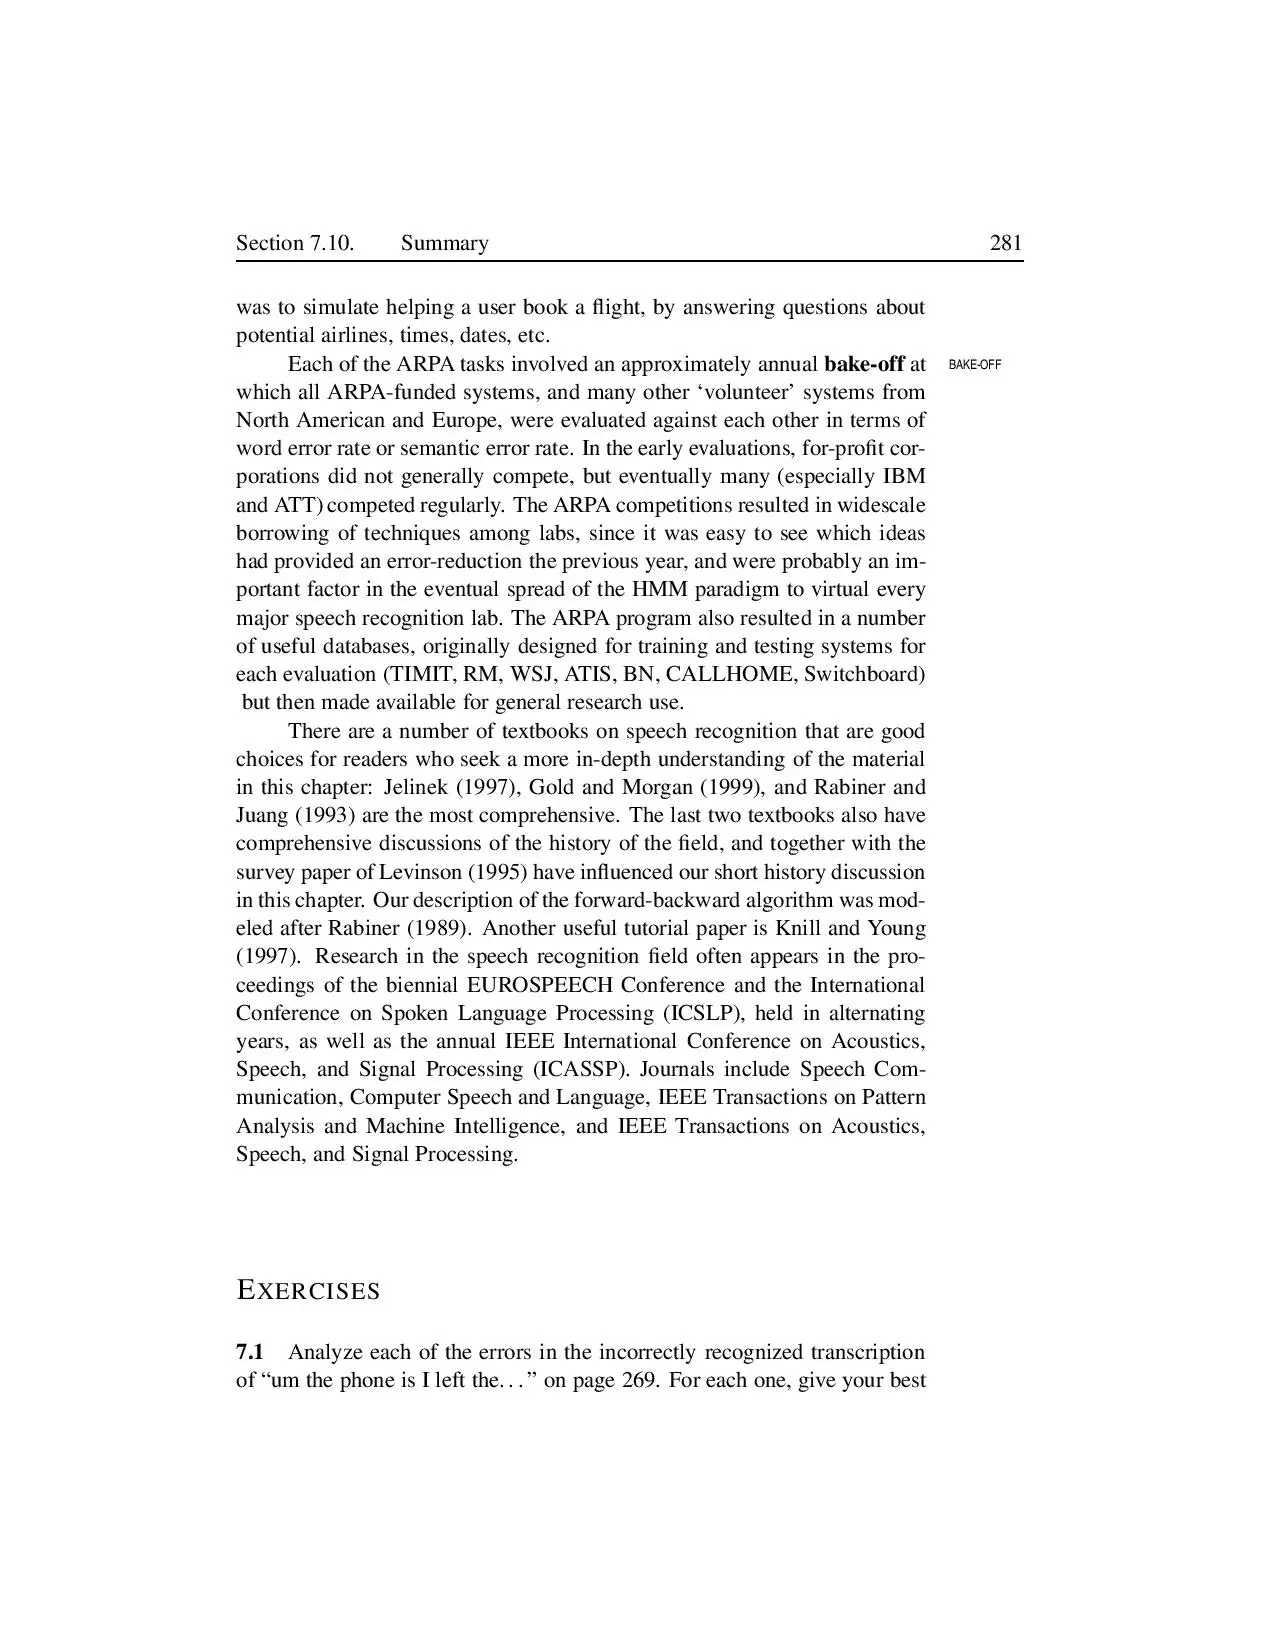 Section 7.10. Summary 281
was to simulate helping a user book a flight, by answering questions about
potential airlines, times, dates, etc.
Each of the ARPA tasks involved an approximately annual bake-off at BAKE-OFF
which all ARPA-funded systems, and many other ‘volunteer’ systems from
North American and Europe, were evaluated against each other in terms of
word error rate or semantic error rate. In the early evaluations, for-profit cor-
porations did not generally compete, but eventually many (especially IBM
and ATT) competed regularly. The ARPA competitions resulted in widescale
borrowing of techniques among labs, since it was easy to see which ideas
had provided an error-reduction the previous year, and were probably an im-
portant factor in the eventual spread of the HMM paradigm to virtual every
major speech recognition lab. The ARPA program also resulted in a number
of useful databases, originally designed for training and testing systems for
each evaluation (TIMIT, RM, WSJ, ATIS, BN, CALLHOME, Switchboard)
but then made available for general research use.
There are a number of textbooks on speech recognition that are good
choices for readers who seek a more in-depth understanding of the material
in this chapter: Jelinek (1997), Gold and Morgan (1999), and Rabiner and
Juang (1993) are the most comprehensive. The last two textbooks also have
comprehensive discussions of the history of the field, and together with the
survey paper of Levinson (1995) have influenced our short history discussion
in this chapter. Our description of the forward-backward algorithm was mod-
eled after Rabiner (1989). Another useful tutorial paper is Knill and Young
(1997). Research in the speech recognition field often appears in the pro-
ceedings of the biennial EUROSPEECH Conference and the International
Conference on Spoken Language Processing (ICSLP), held in alternating
years, as well as the annual IEEE International Conference on Acoustics,
Speech, and Signal Processing (ICASSP). Journals include Speech Com-
munication, Computer Speech and Language, IEEE Transactions on Pattern
Analysis and Machine Intelligence, and IEEE Transactions on Acoustics,
Speech, and Signal Processing.
EXERCISES
7.1 Analyze each of the errors in the incorrectly recognized transcription
of “um the phone is I left the...” on page 269. For each one, give your best